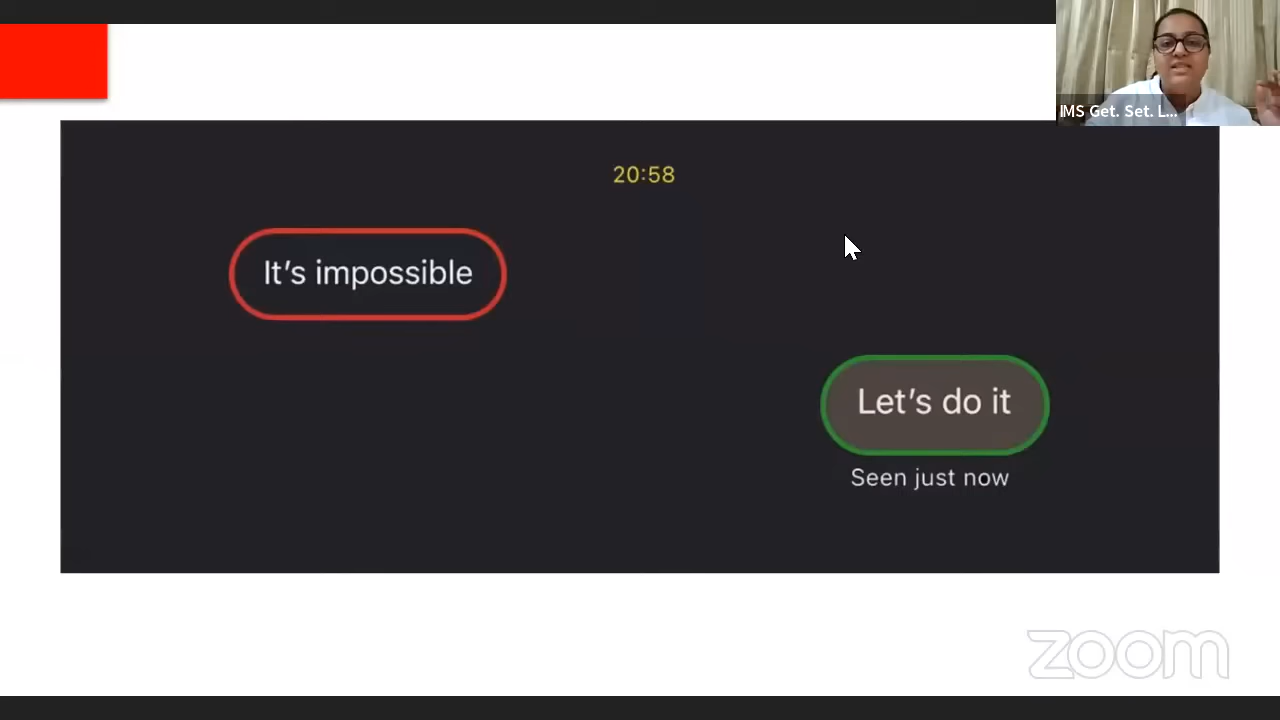 IMS Get. Set. L...
20:58
It's impossible
Let's do it
Seen just now
zoom